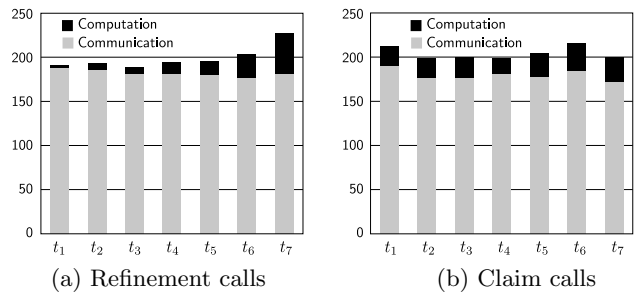 250
200
150
100
50
0
Computation
Communication
t1 t2 t3 t4 t5 t6 t7
(a) Refinement calls
250
200
150
100
50
0
Computation
Communication
t1 t2 t3 t4 t5 t6 t7
(b) Claim calls